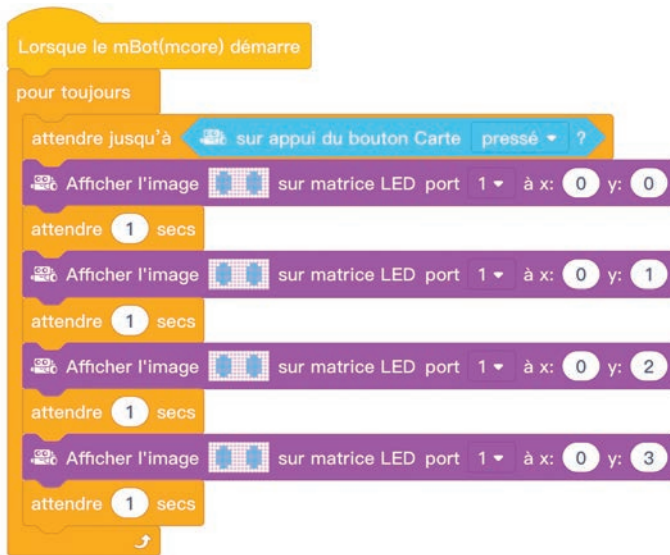 Lorsque le mBot(mcore) démarre
pour toujours
attendre jusqu'à sur appui du bouton Carte pressé ?
Afficher l'image sur matrice LED port 1 à x: 0 y: 0
attendre 1 secs
Afficher l'image sur matrice LED port 1 à x: 0 y: 1
attendre 1 secs
Afficher l'image sur matrice LED port 1 à x: 0 y: 2
attendre 1 secs
Afficher l'image sur matrice LED port 1 à x: 0 y: 3
attendre 1 secs